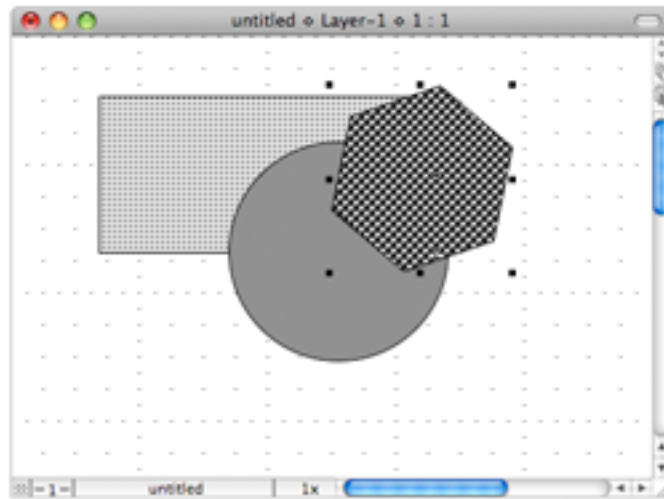 untitled ⋄ Layer-1 ⋄ 1 : 1
1 untitled 1x